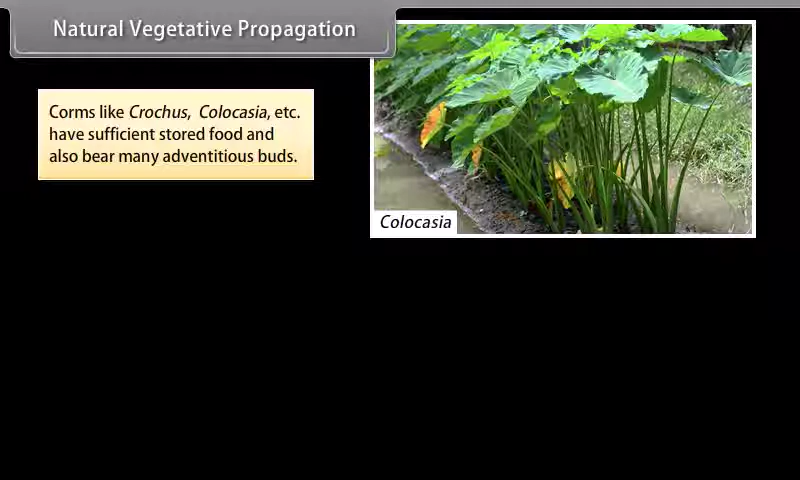 Natural Vegetative Propagation
Corms like Crochus, Colocasia, etc.
have sufficient stored food and
also bear many adventitious buds.
Colocasia